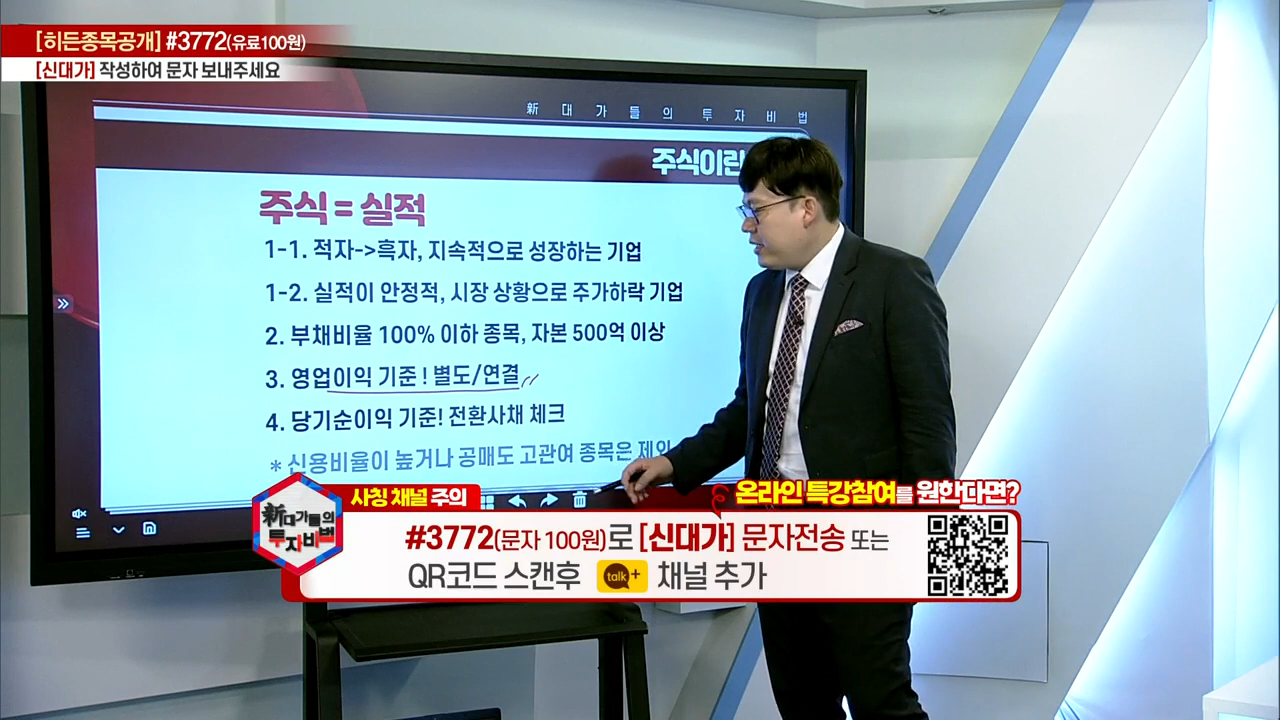 [히든종목공개] #3772(유료100원)
[신대가] 작성하여 문자 보내주세요
新 대 가 들 의 투 자 비 법
주식이란
주식 = 실적
1-1. 적자->흑자, 지속적으로 성장하는 기업
1-2. 실적이 안정적, 시장 상황으로 주가하락 기업
2. 부채비율 100% 이하 종목, 자본 500억 이상
3. 영업이익 기준! 별도/연결
4. 당기순이익 기준! 전환사채 체크
* 신용비율이 높거나 공매도 고관여 종목은 제외
사칭 채널 주의
온라인 특강참여를 원한다면?
新대가들의
투자비법
#3772(문자 100원)로 [신대가] 문자전송 또는
QR코드 스캔후 talk+ 채널 추가